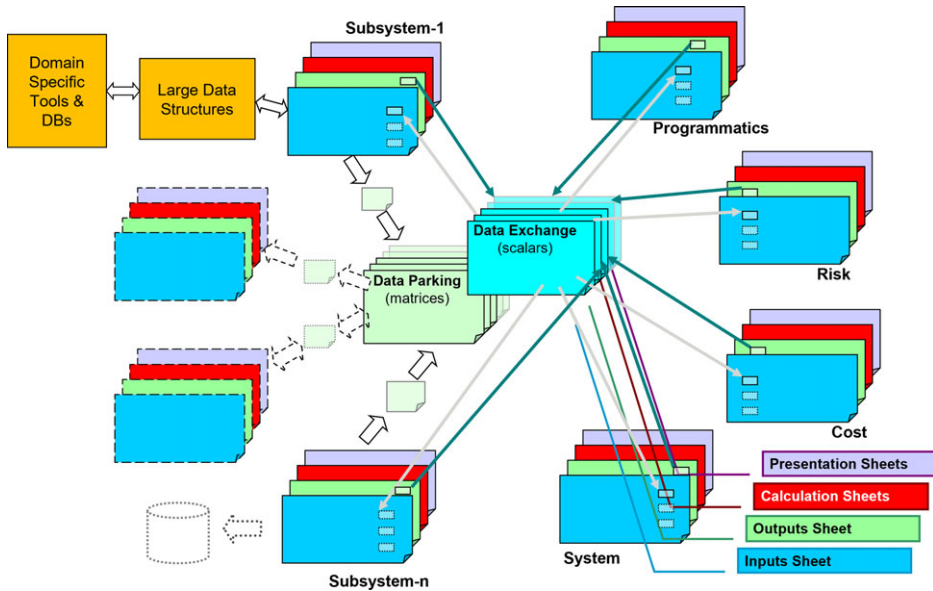 Subsystem-1
Domain
Specific
Tools &
DBs
Large Data
Structures
Programmatics
Data Exchange
(scalars)
Data Parking
(matrices)
Risk
Cost
Presentation Sheets
Calculation Sheets
Outputs Sheet
Inputs Sheet
System
Subsystem-n